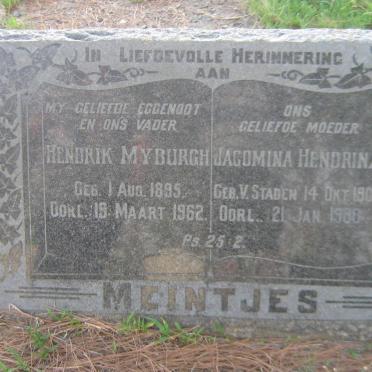 In Liefdevolle Herinnering
aan
My geliefde eggenoot
en ons vader
Hendrik Myburgh
Geb. 1 Aug. 1895
Oorl. 19 Maart 1962.
Ons
geliefde moeder
Jacomina Hendrina
Geb. v. Staden 14 Okt
Oorl. 21 Jan
Ps. 25:2.
Meintjes